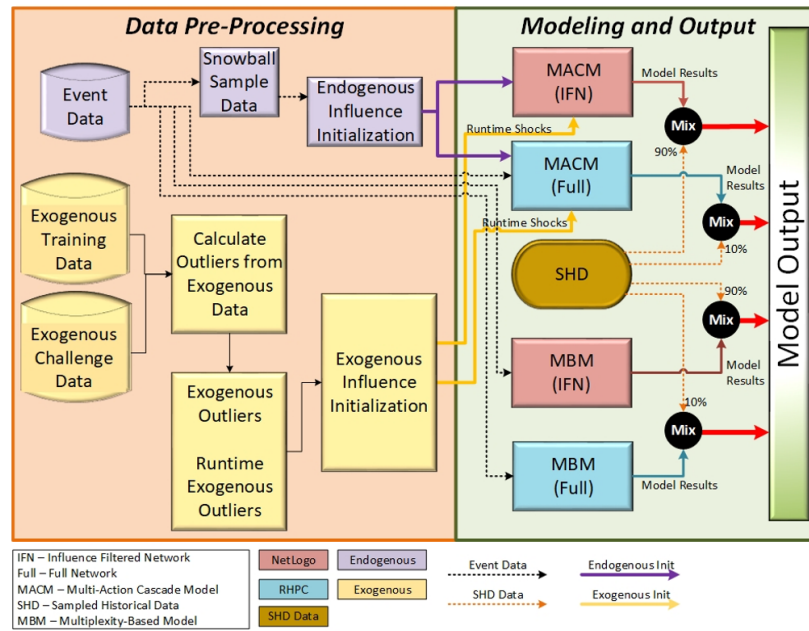 Data Pre-Processing
Modeling and Output
Event
Data
Snowball
Sample
Data
Endogenous
Influence
Initialization
MACM
(IFN)
Model Results
Mix
Runtime Shocks
90%
MACM
(Full)
Model
Results
Mix
Runtime Shocks
10%
Exogenous
Training
Data
Calculate
Outliers from
Exogenous
Data
SHD
90%
Mix
Exogenous
Challenge
Data
Exogenous
Influence
Initialization
MBM
(IFN)
Model
Results
Exogenous
Outliers
Runtime
Exogenous
Outliers
10%
Mix
MBM
(Full)
Model Results
Model Output
IFN – Influence Filtered Network
Full – Full Network
MACM – Multi-Action Cascade Model
SHD – Sampled Historical Data
MBM – Multiplexity-Based Model
NetLogo
Endogenous
RHPC
Exogenous
SHD Data
Event Data
Endogenous Init
SHD Data
Exogenous Init